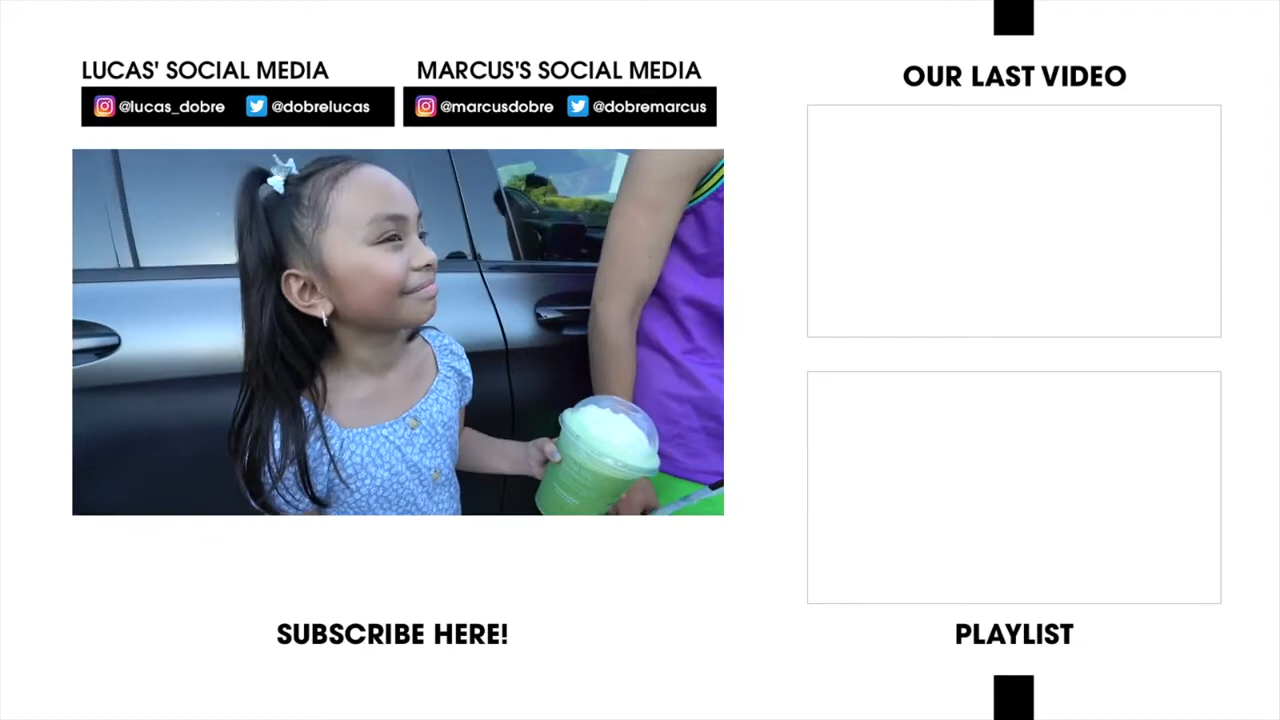 LUCAS' SOCIAL MEDIA
@lucas_dobre @dobrelucas
MARCUS'S SOCIAL MEDIA
@marcusdobre @dobremarcus
OUR LAST VIDEO
SUBSCRIBE HERE!
PLAYLIST